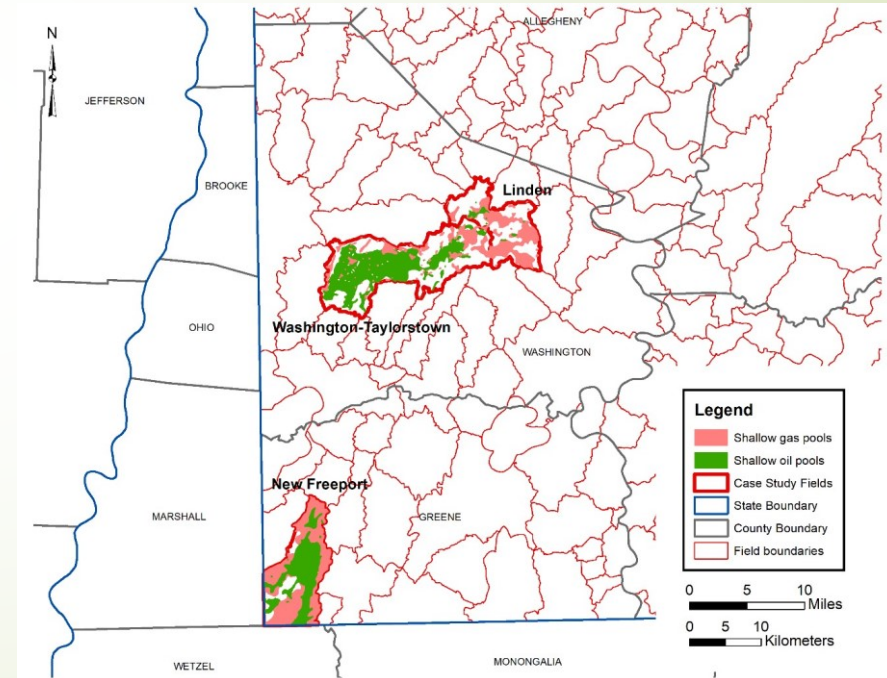 ALLEGHENY
N
JEFFERSON
BROOKE
Linden
OHIO
Washington-Taylorstown
WASHINGTON
New Freeport
MARSHALL
GREENE
WETZEL
MONONGALIA
Legend
Shallow gas pools
Shallow oil pools
Case Study Fields
State Boundary
County Boundary
Field boundaries
0 5 10
Miles
0 5 10
Kilometers